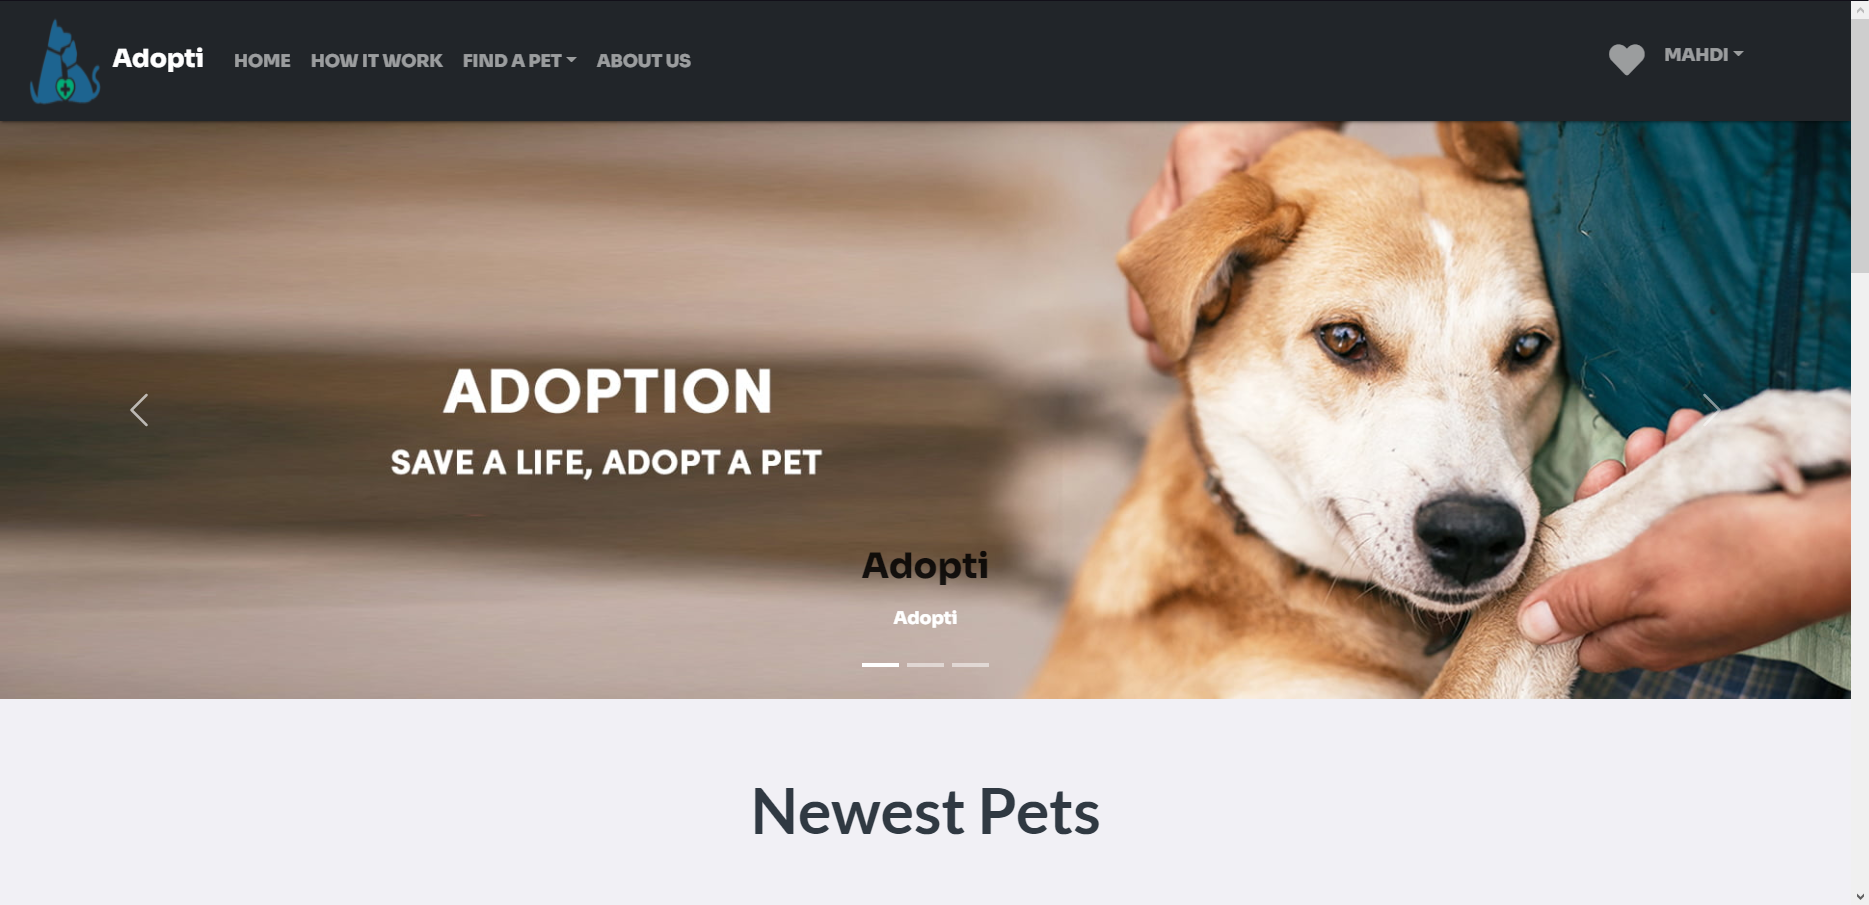 Adopti
HOME
HOW IT WORK
FIND A PET
ABOUT US
MAHDI
ADOPTION
SAVE A LIFE, ADOPT A PET
Adopti
Adopti
Newest Pets